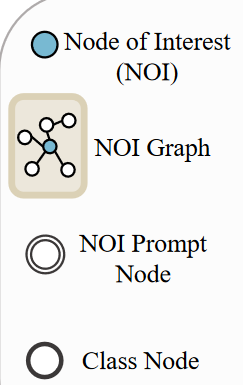 Node of Interest
(NOI)
NOI Graph
NOI Prompt
Node
Class Node